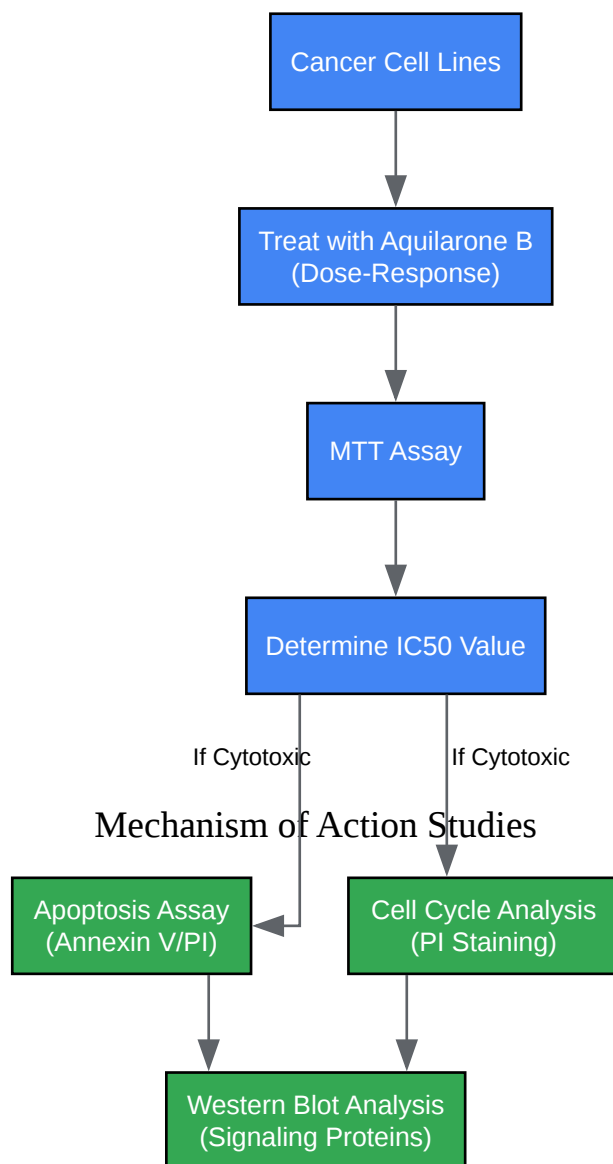 Cancer Cell Lines
Treat with Aquilarone B
(Dose-Response)
MTT Assay
Determine IC50 Value
If Cytotoxic
If Cytotoxic
Mechanism of Action Studies
Apoptosis Assay
(Annexin V/PI)
Cell Cycle Analysis
(PI Staining)
Western Blot Analysis
(Signaling Proteins)